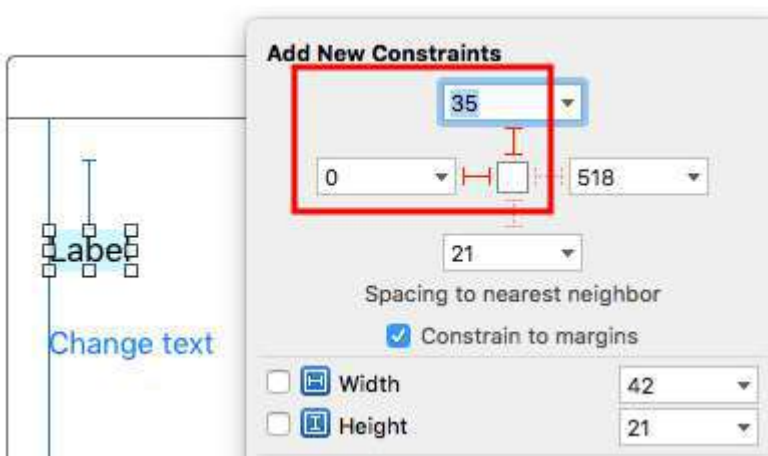 Add New Constraints
35
0
518
21
Spacing to nearest neighbor
Constrain to margins
Width 42
Height 21
Label
Change text